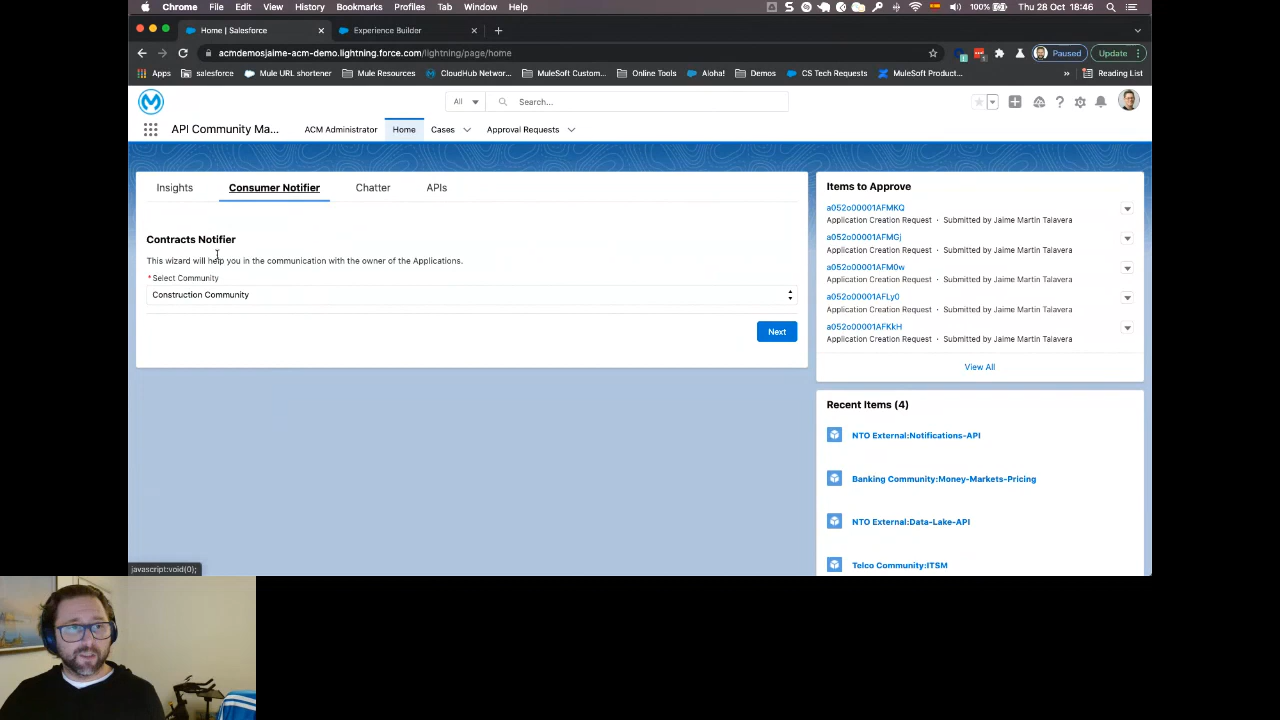 Chrome File Edit View History Bookmarks Profiles Tab Window Help 100% Thu 28 Oct 18:46
Home | Salesforce
Experience Builder
acmdemosjaime-acm-demo.lightning.force.com/lightning/page/home
Paused
Update
Apps salesforce Mule URL shortener Mule Resources CloudHub Networ... MuleSoft Custom... Online Tools Aloha! Demos CS Tech Requests MuleSoft Product... » Reading List
All Search...
API Community Ma... ACM Administrator Home Cases Approval Requests
Insights Consumer Notifier Chatter APIs
Contracts Notifier
This wizard will help you in the communication with the owner of the Applications.
* Select Community
Construction Community
Next
Items to Approve
a052o00001AFMKQ
Application Creation Request • Submitted by Jaime Martin Talavera
a052o00001AFMGj
Application Creation Request • Submitted by Jaime Martin Talavera
a052o00001AFM0w
Application Creation Request • Submitted by Jaime Martin Talavera
a052o00001AFLy0
Application Creation Request • Submitted by Jaime Martin Talavera
a052o00001AFKkH
Application Creation Request • Submitted by Jaime Martin Talavera
View All
Recent Items (4)
NTO External:Notifications-API
Banking Community:Money-Markets-Pricing
NTO External:Data-Lake-API
Telco Community:ITSM
javascript:void(0);